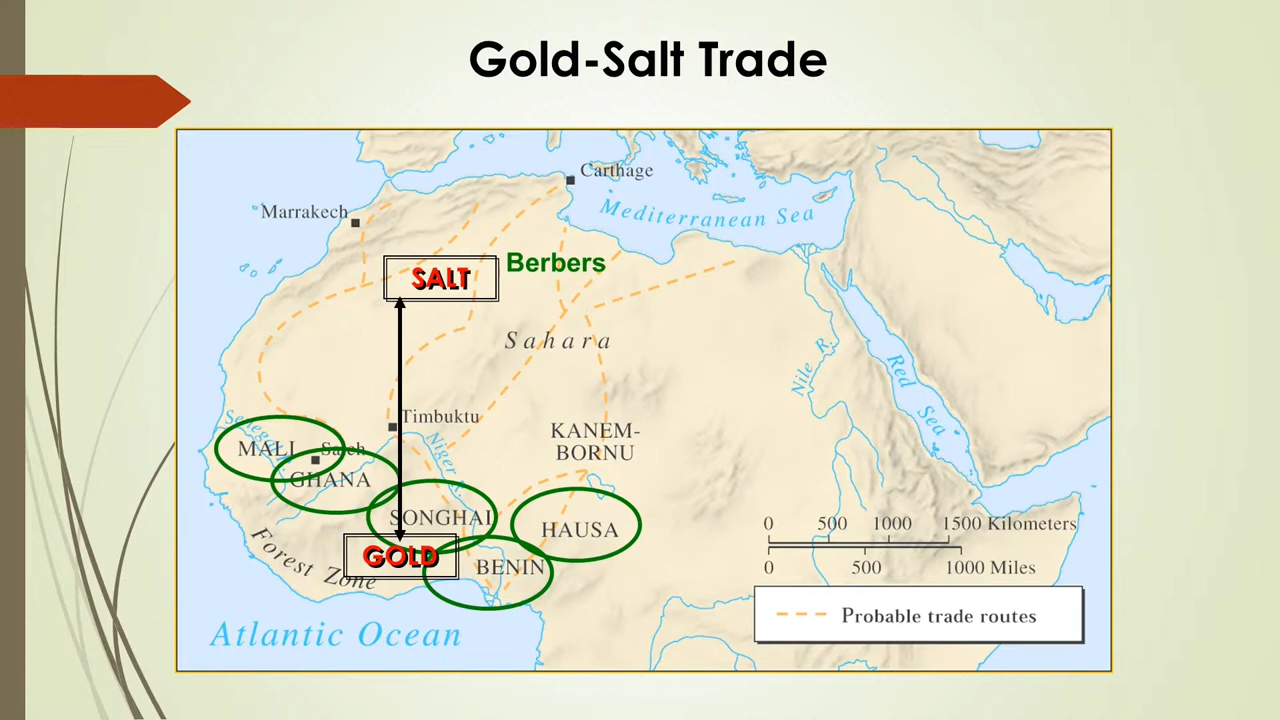 Gold-Salt Trade
Carthage
Marrakech
Mediterranean Sea
SALT
Berbers
Sahara
Nile R.
Red Sea
Timbuktu
KANEM-
BORNU
Niger R.
MALI
GHANA
SONGHAI
HAUSA
GOLD
BENIN
Forest Zone
0 500 1000 1500 Kilometers
0 500 1000 Miles
Probable trade routes
Atlantic Ocean